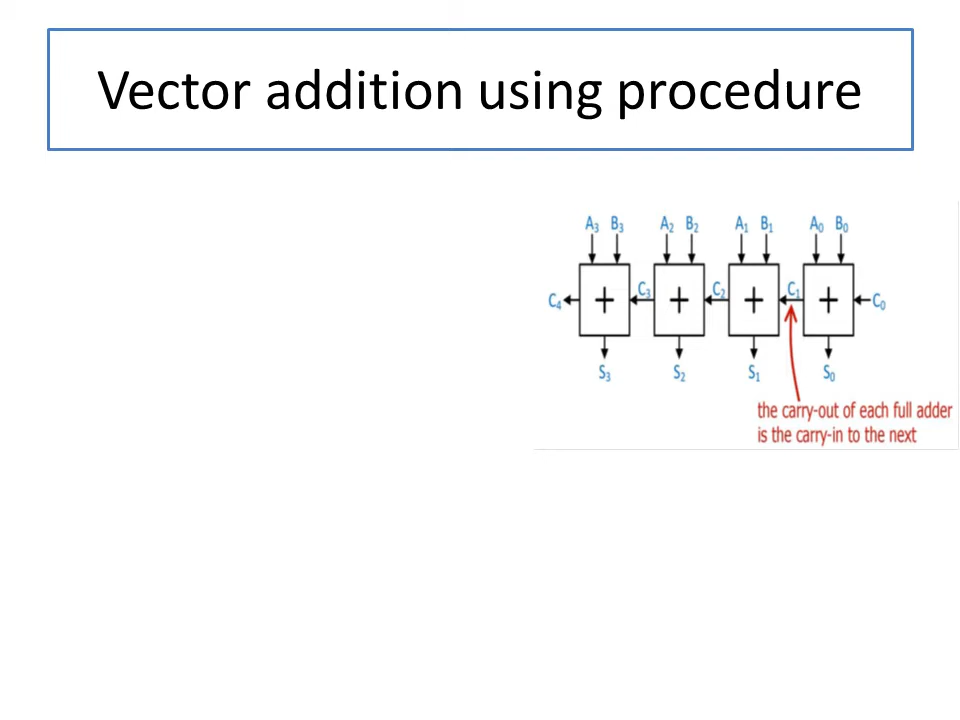 Vector addition using procedure
A3 B3 A2 B2 A1 B1 A0 B0
C4 + C3 + C2 + C1 + C0
S3 S2 S1 S0
the carry-out of each full adder
is the carry-in to the next